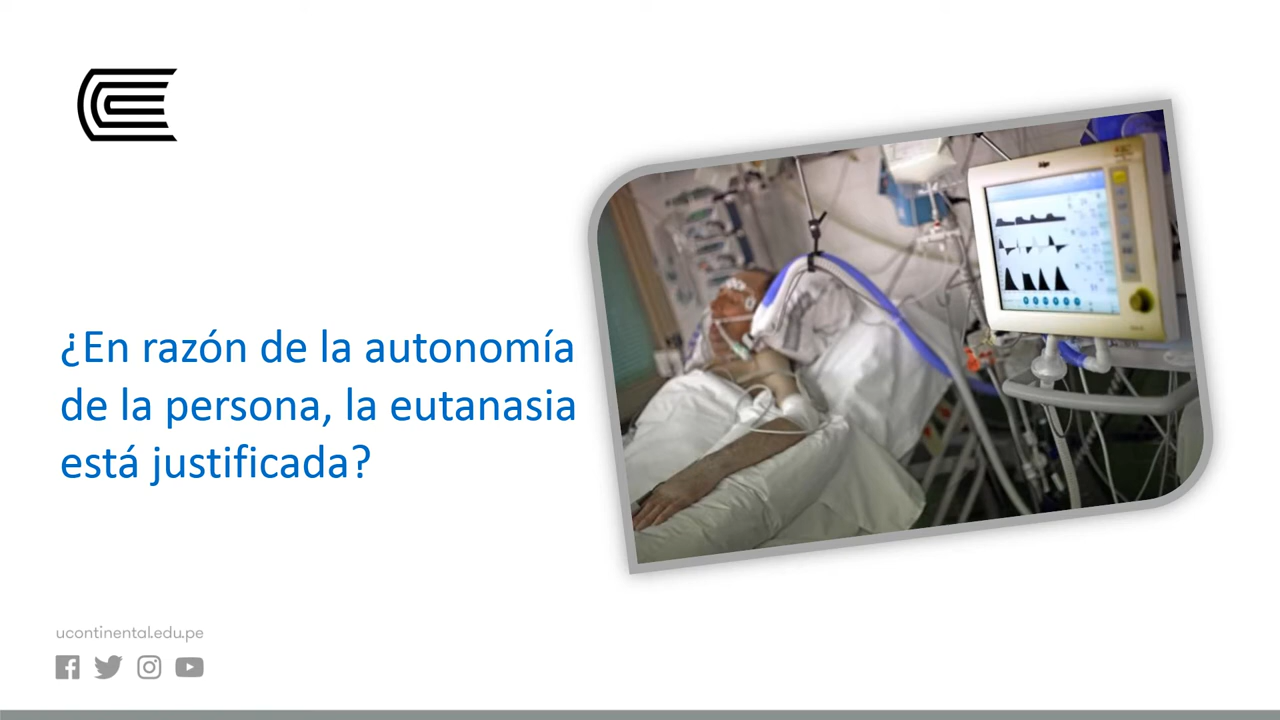 ¿En razón de la autonomía
de la persona, la eutanasia
está justificada?
ucontinental.edu.pe